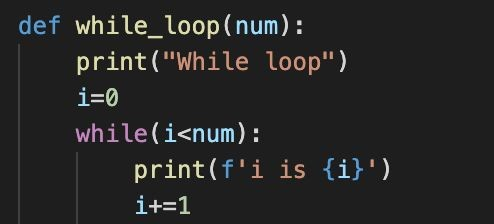 def while_loop(num):
    print("While loop")
    i=0
    while(i<num):
        print(f'i is {i}')
        i+=1